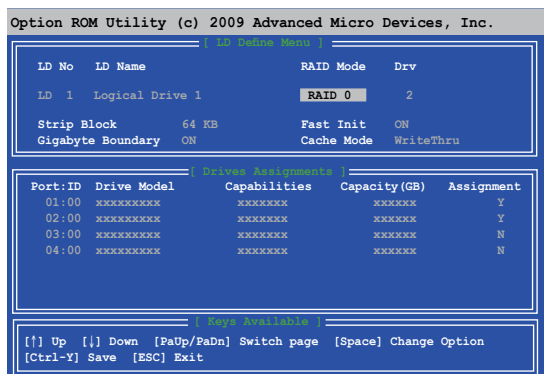 Option ROM Utility (c) 2009 Advanced Micro Devices, Inc.
[ LD Define Menu ]
LD No LD Name RAID Mode Drv
LD 1 Logical Drive 1 RAID 0 2
Strip Block 64 KB Fast Init ON
Gigabyte Boundary ON Cache Mode WriteThru
[ Drives Assignments ]
Port:ID Drive Model Capabilities Capacity(GB) Assignment
01:00 xxxxxxxxx xxxxxxx xxxxxx Y
02:00 xxxxxxxxx xxxxxxx xxxxxx Y
03:00 xxxxxxxxx xxxxxxx xxxxxx N
04:00 xxxxxxxxx xxxxxxx xxxxxx N
[ Keys Available ]
[↑] Up [↓] Down [PaUp/PaDn] Switch page [Space] Change Option
[Ctrl-Y] Save [ESC] Exit